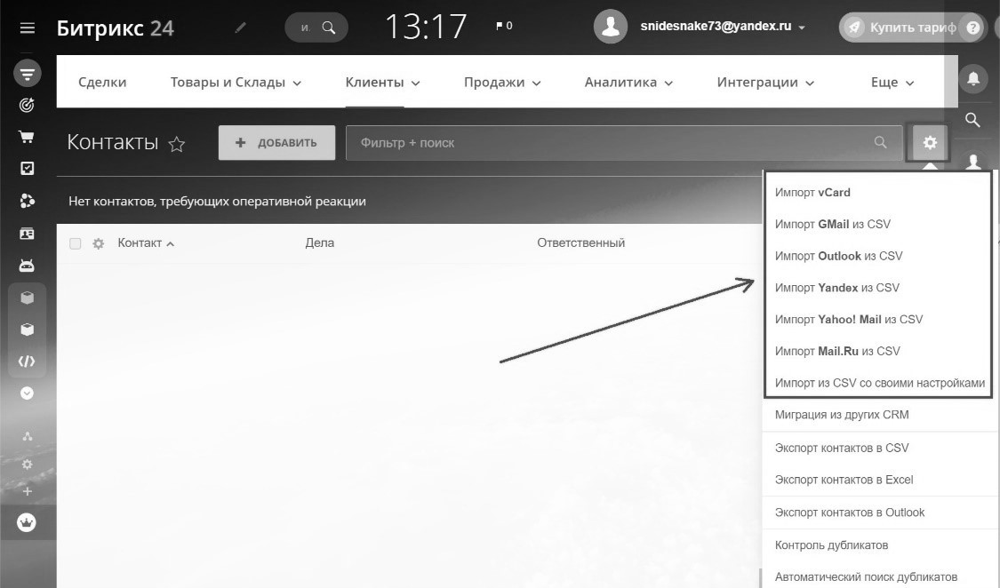 Битрикс 24
и.
13:17
0
snidesnake73@yandex.ru
Купить тариф
?
Сделки
Товары и Склады
Клиенты
Продажи
Аналитика
Интеграции
Еще
Контакты
+ ДОБАВИТЬ
Фильтр + поиск
Нет контактов, требующих оперативной реакции
Контакт
Дела
Ответственный
Импорт vCard
Импорт GMail из CSV
Импорт Outlook из CSV
Импорт Yandex из CSV
Импорт Yahoo! Mail из CSV
Импорт Mail.Ru из CSV
Импорт из CSV со своими настройками
Миграция из других CRM
Экспорт контактов в CSV
Экспорт контактов в Excel
Экспорт контактов в Outlook
Контроль дубликатов
Автоматический поиск дубликатов